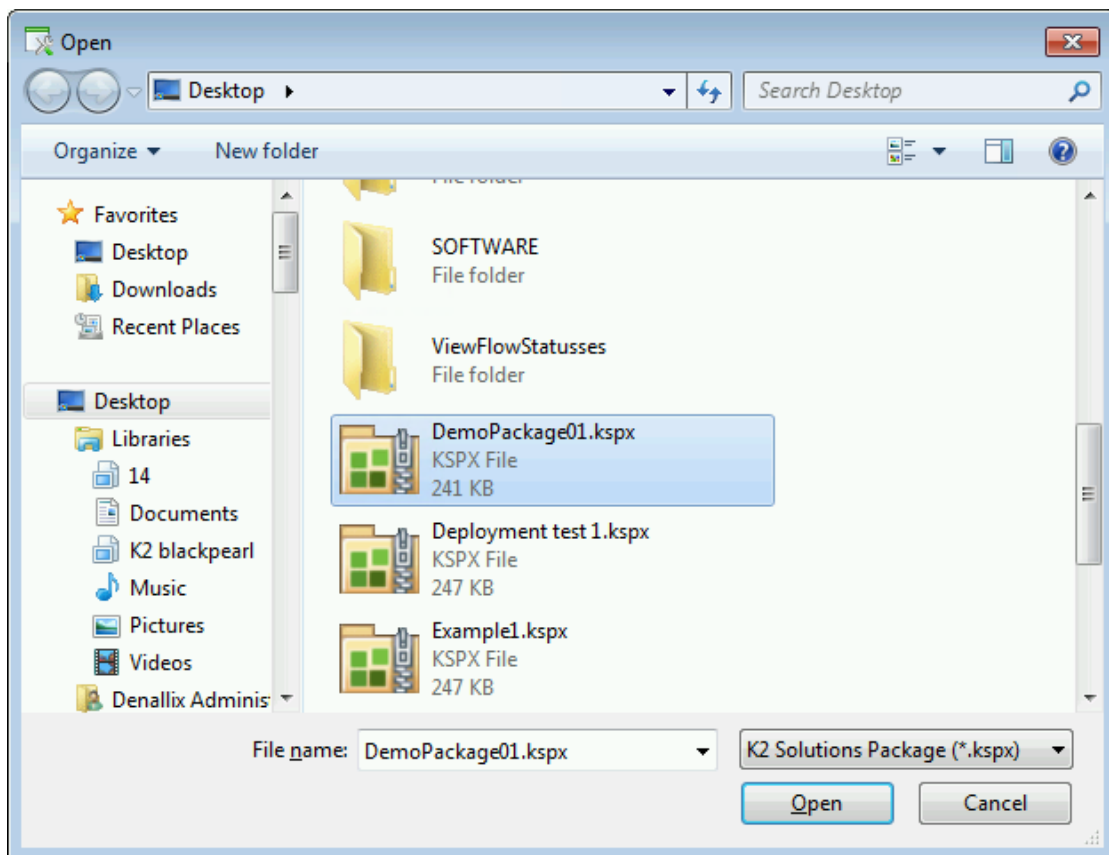 Open
Desktop
Search Desktop
Organize
New folder
Favorites
Desktop
Downloads
Recent Places
Desktop
Libraries
14
Documents
K2 blackpearl
Music
Pictures
Videos
Denallix Adminis
File folder
SOFTWARE
File folder
ViewFlowStatusses
File folder
DemoPackage01.kspx
KSPX File
241 KB
Deployment test 1.kspx
KSPX File
247 KB
Example1.kspx
KSPX File
247 KB
File name: DemoPackage01.kspx
K2 Solutions Package (*.kspx)
Open
Cancel